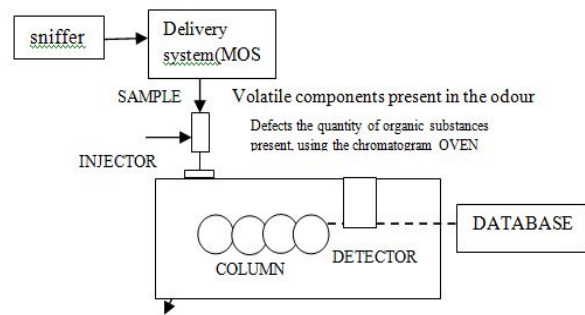 sniffer
Delivery
system(MOS
SAMPLE
Volatile components present in the odour
Defects the quantity of organic substances
present, using the chromatogram OVEN
INJECTOR
COLUMN
DETECTOR
DATABASE